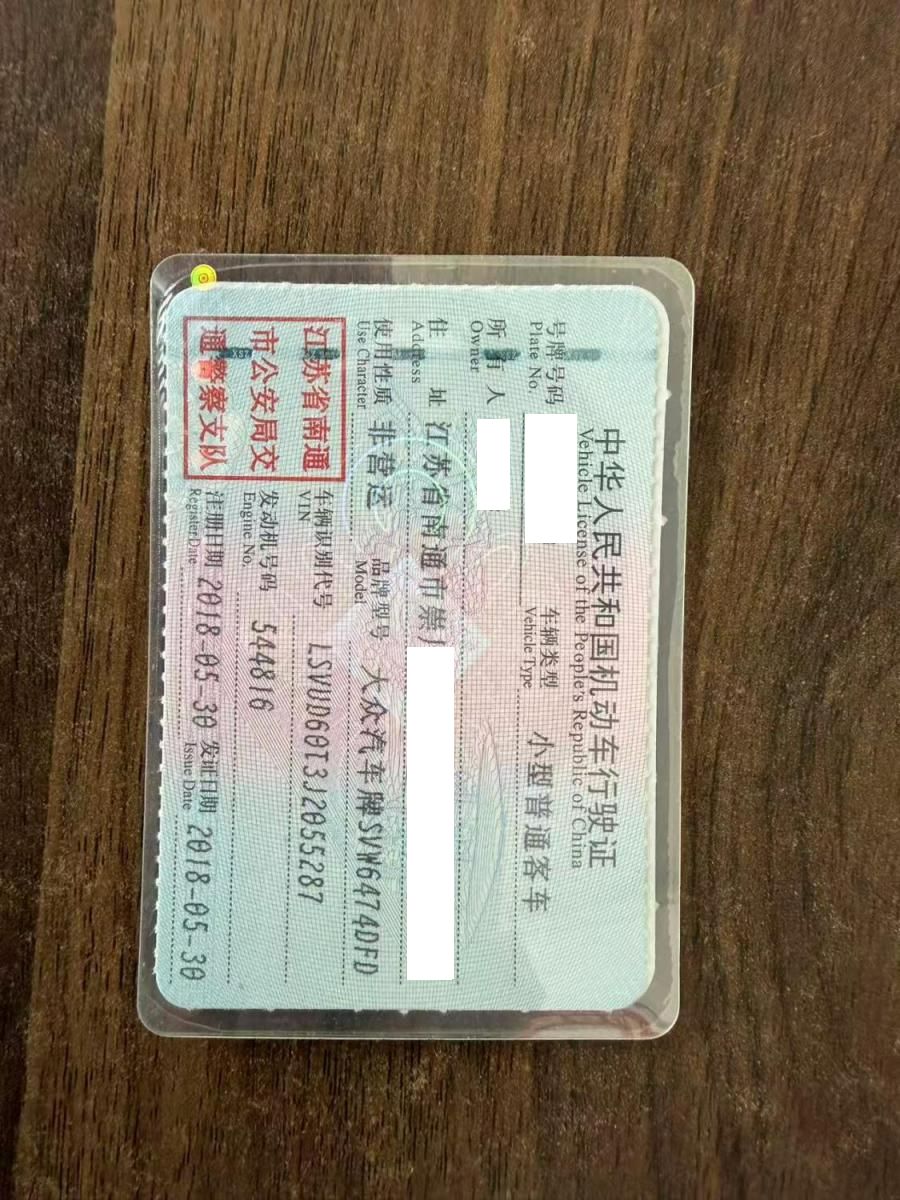 中华人民共和国机动车行驶证
Vehicle License of the People's Republic of China
号牌号码 车辆类型 小型普通客车
Plate No. Vehicle Type
所有人
Owner
住址 江苏省南通市崇
Address
使用性质 非营运 品牌型号 大众汽车牌SVW6474DFD
Use Character Model
江苏省南通
市公安局交
通警察支队
车辆识别代号 LSVUD60T3J2055287
VIN
发动机号码 544816
Engine No.
注册日期 2018-05-30 发证日期 2018-05-30
Register Date Issue Date